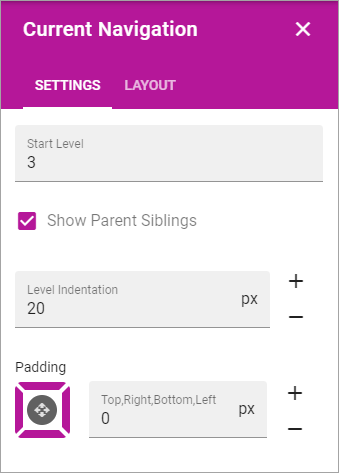 Current Navigation
SETTINGS LAYOUT
Start Level
3
Show Parent Siblings
Level Indentation
20 px
Padding
Top,Right,Bottom,Left
0 px